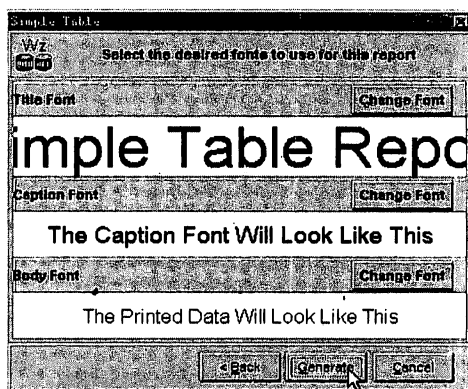 Simple Table
Wz
Select the desired fonts to use for this report
Title Font
Change Font
imple Table Repo
Caption Font
Change Font
The Caption Font Will Look Like This
Body Font
Change Font
The Printed Data Will Look Like This
< Back
Generate
Cancel